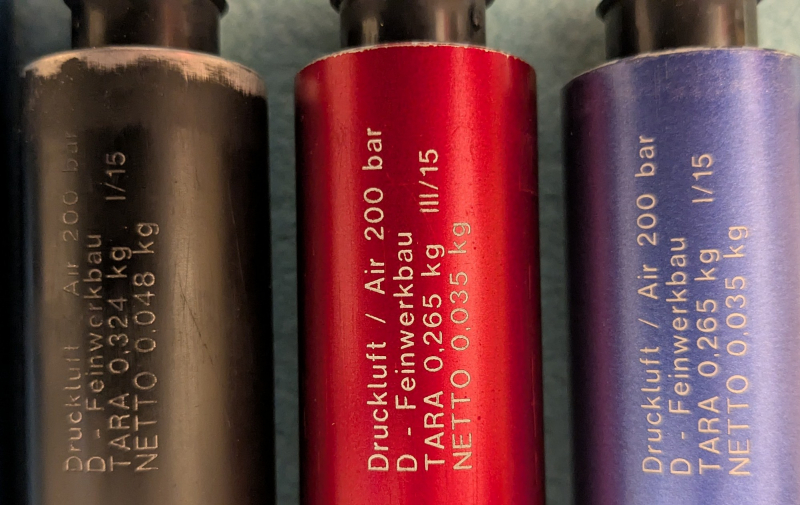 Druckluft / Air 200 bar
D - Feinwerkbau
TARA 0,324 kg I/15
NETTO 0.048 kg
Druckluft / Air 200 bar
D - Feinwerkbau
TARA 0,265 kg III/15
NETTO 0,035 kg
Druckluft / Air 200 bar
D - Feinwerkbau
TARA 0,265 kg I/15
NETTO 0,035 kg